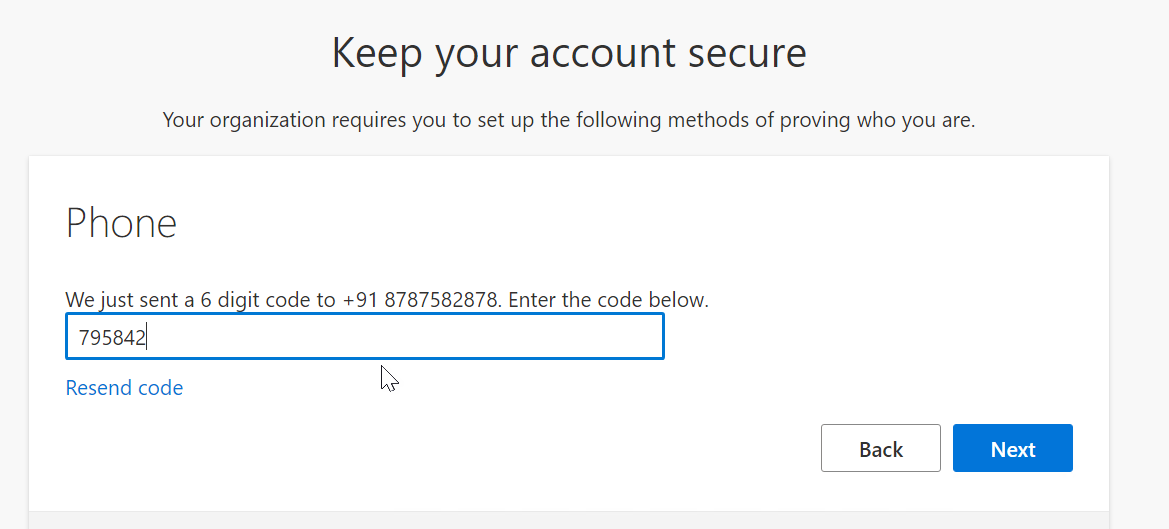 Keep your account secure
Your organization requires you to set up the following methods of proving who you are.
Phone
We just sent a 6 digit code to +91 8787582878. Enter the code below.
795842
Resend code
Back
Next